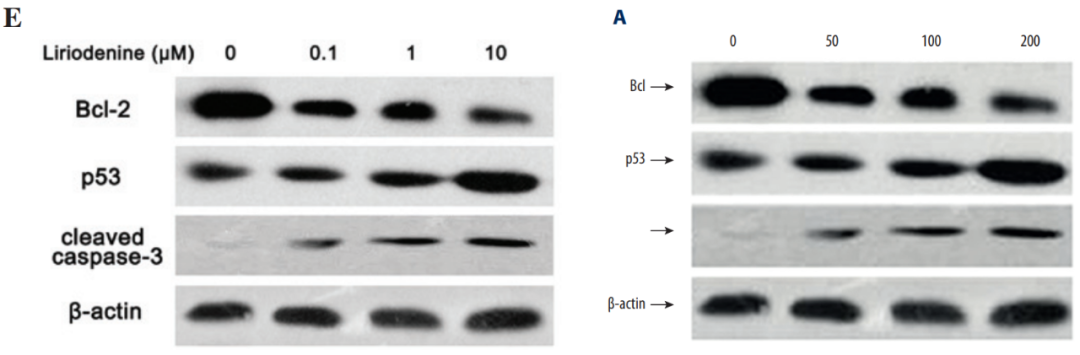 E
Liriodenine (μM) 0 0.1 1 10
Bcl-2
p53
cleaved
caspase-3
β-actin
A
0 50 100 200
Bcl →
p53 →
→
β-actin →